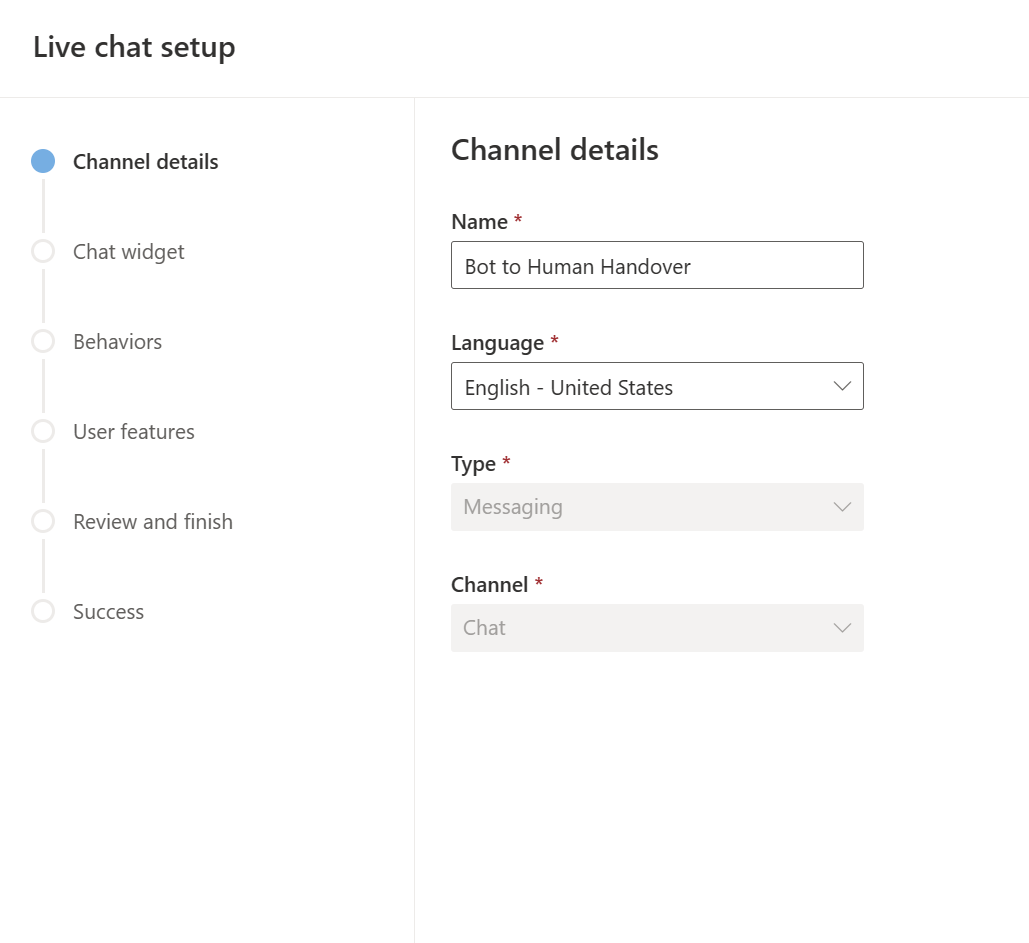 Live chat setup
Channel details
Chat widget
Behaviors
User features
Review and finish
Success
Channel details
Name *
Bot to Human Handover
Language *
English - United States
Type *
Messaging
Channel *
Chat